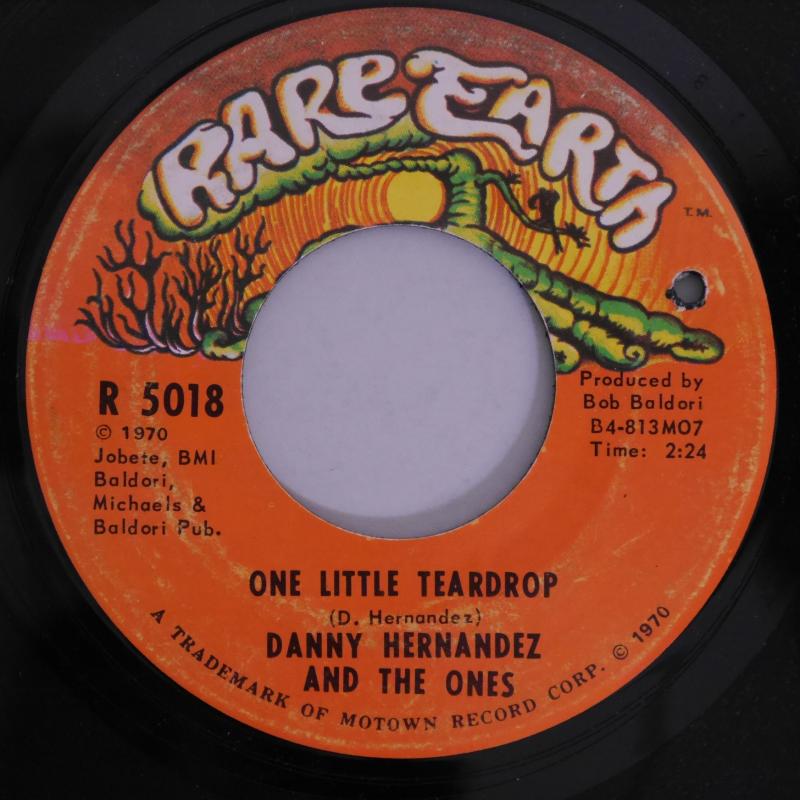 RARE EARTH
T.M.
R 5018
© 1970
Jobete, BMI
Baldori,
Michaels &
Baldori Pub.
Produced by
Bob Baldori
B4-813MO7
Time: 2:24
ONE LITTLE TEARDROP
(D. Hernandez)
DANNY HERNANDEZ
AND THE ONES
A TRADEMARK OF MOTOWN RECORD CORP. © 1970